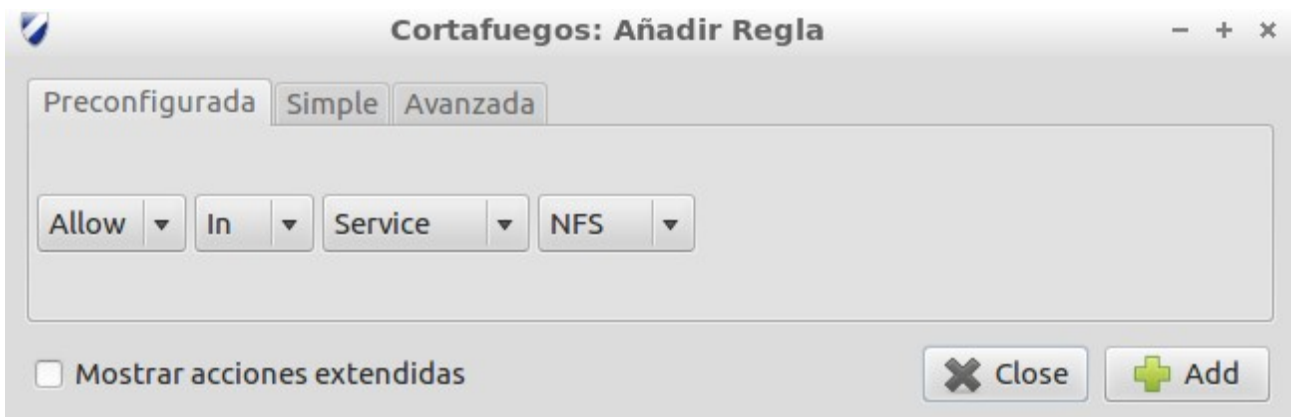 Cortafuegos: Añadir Regla
Preconfigurada Simple Avanzada
Allow In Service NFS
Mostrar acciones extendidas Close Add